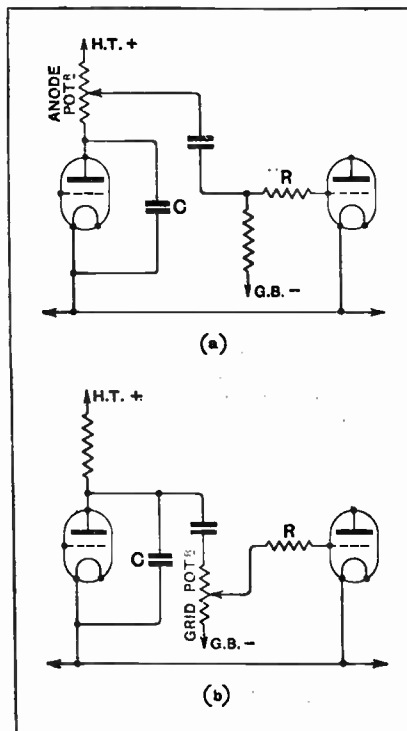 H.T. +
ANODE
POTR
C
R
G.B. −
(a)
H.T. +
C
GRID POTR
R
G.B. −
(b)